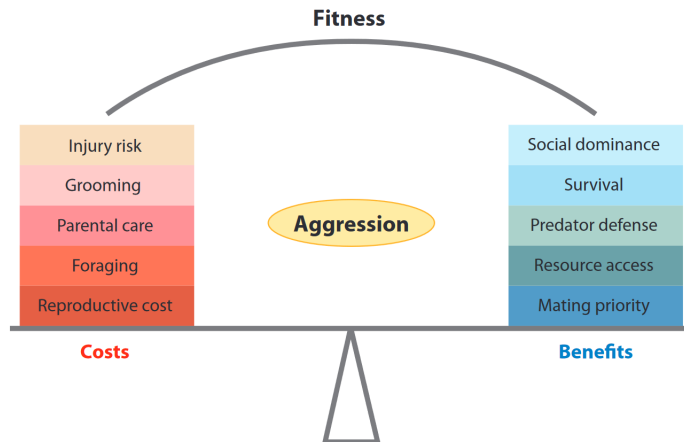 Fitness
Injury risk
Grooming
Parental care
Foraging
Reproductive cost
Aggression
Social dominance
Survival
Predator defense
Resource access
Mating priority
Costs
Benefits